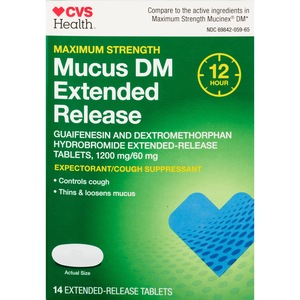 CVS
Health.
Compare to the active ingredients in
Maximum Strength Mucinex® DM*
NDC 69842-059-65
MAXIMUM STRENGTH
Mucus DM
Extended
Release
12
HOUR
GUAIFENESIN AND DEXTROMETHORPHAN
HYDROBROMIDE EXTENDED-RELEASE
TABLETS, 1200 mg/60 mg
EXPECTORANT/COUGH SUPPRESSANT
• Controls cough
• Thins & loosens mucus
Actual Size
14 EXTENDED-RELEASE TABLETS